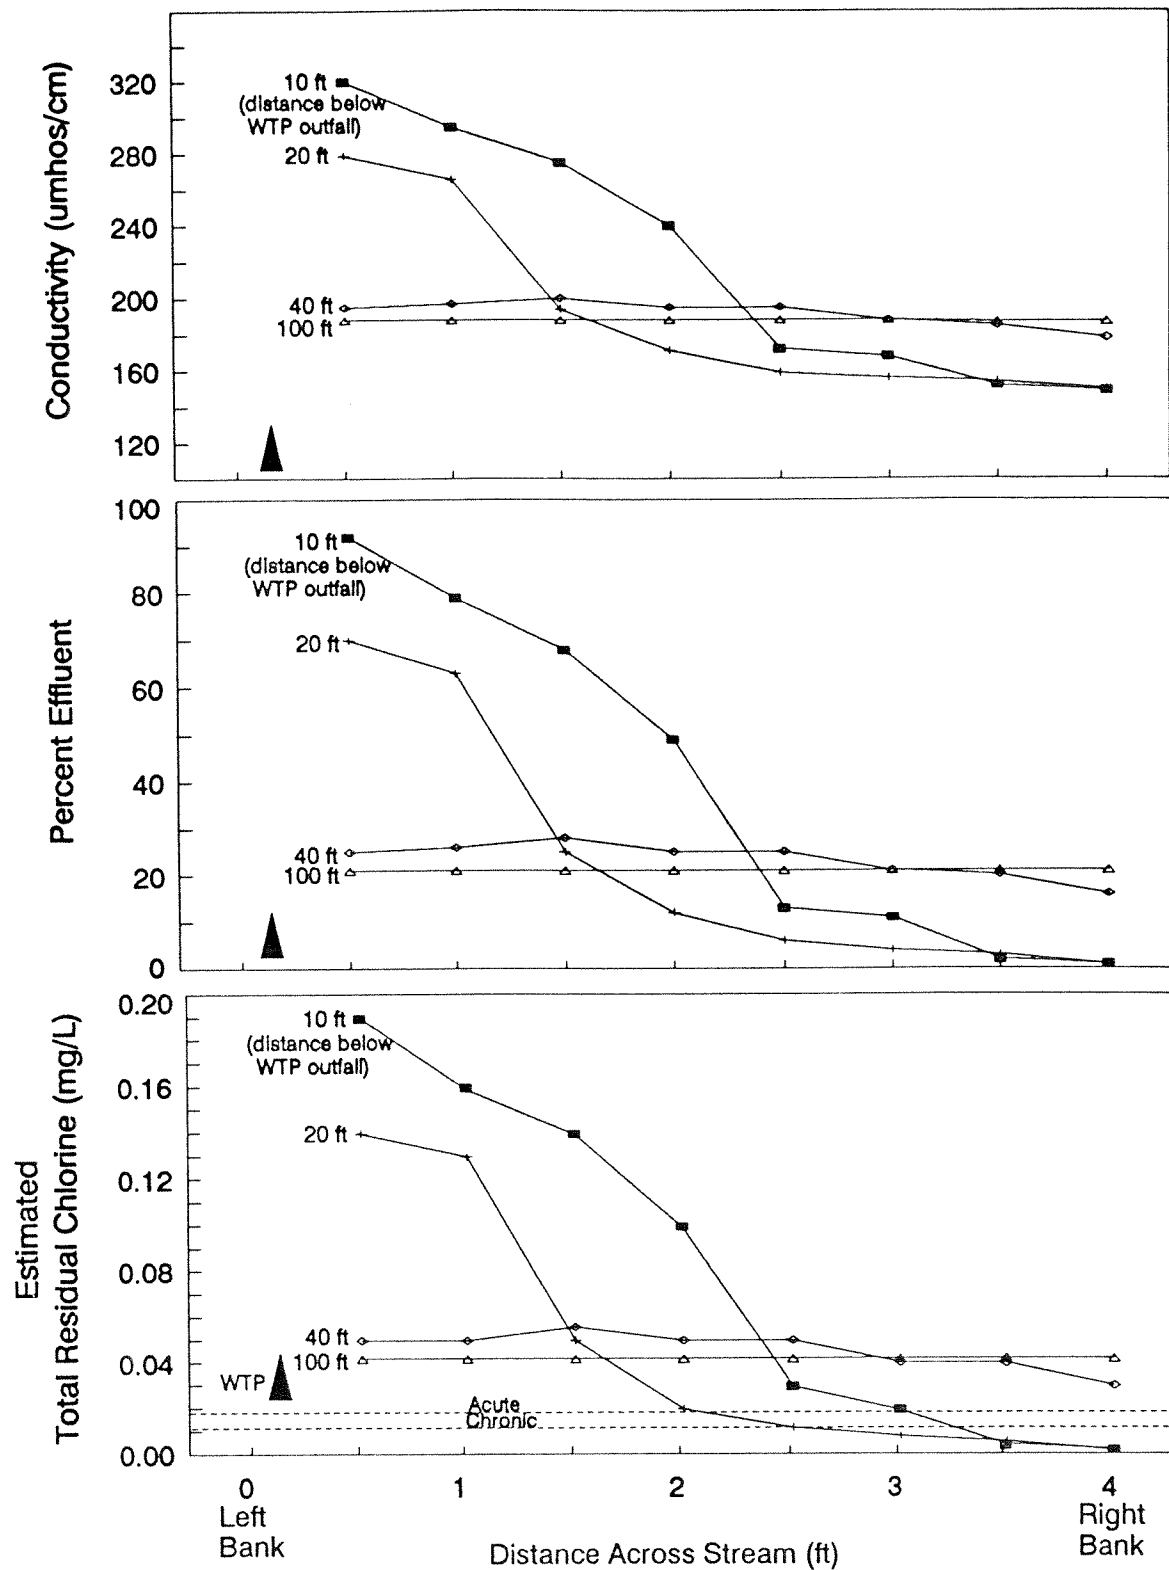 Conductivity (umhos/cm)
320
280
240
200
160
120
10 ft
(distance below
WTP outfall)
20 ft
40 ft
100 ft
Percent Effluent
100
80
60
40
20
0
10 ft
(distance below
WTP outfall)
20 ft
40 ft
100 ft
Estimated
Total Residual Chlorine (mg/L)
0.20
0.16
0.12
0.08
0.04
0.00
10 ft
(distance below
WTP outfall)
20 ft
40 ft
100 ft
WTP
Acute
Chronic
0 1 2 3 4
Left
Bank
Right
Bank
Distance Across Stream (ft)